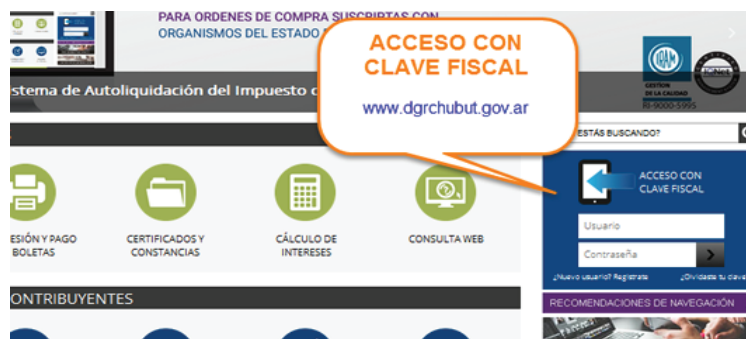 PARA ORDENES DE COMPRA SUSCRIPTAS CON
ORGANISMOS DEL ESTADO
ACCESO CON
CLAVE FISCAL
www.dgrchubut.gov.ar
stema de Autoliquidación del Impuesto
IRAM
GESTION
DE LA CALIDAD
RI-9000-5995
IQNet
ESTÁS BUSCANDO?
ACCESO CON
CLAVE FISCAL
Usuario
Contraseña
¿Nuevo usuario? Registrate
¿Olvidaste tu clave
ESIÓN Y PAGO
BOLETAS
CERTIFICADOS Y
CONSTANCIAS
CÁLCULO DE
INTERESES
CONSULTA WEB
ONTRIBUYENTES
RECOMENDACIONES DE NAVEGACIÓN